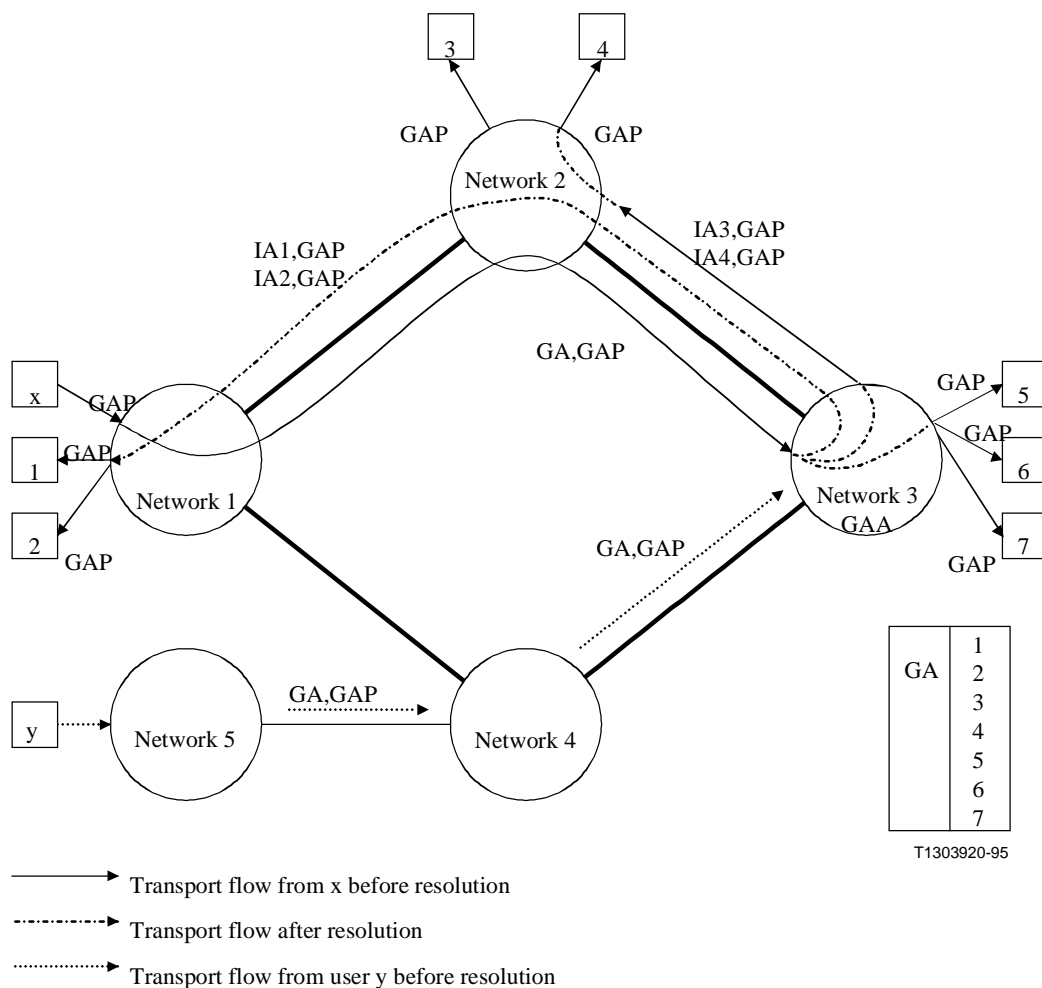 3
4
GAP
GAP
Network 2
IA1,GAP
IA2,GAP
IA3,GAP
IA4,GAP
GA,GAP
x
GAP
GAP
5
GAP
GAP
1
6
Network 1
Network 3
GAA
2
GAP
7
GAP
GA,GAP
GA
1
2
3
4
5
6
7
GA,GAP
y
Network 5
Network 4
T1303920-95
Transport flow from x before resolution
Transport flow after resolution
Transport flow from user y before resolution